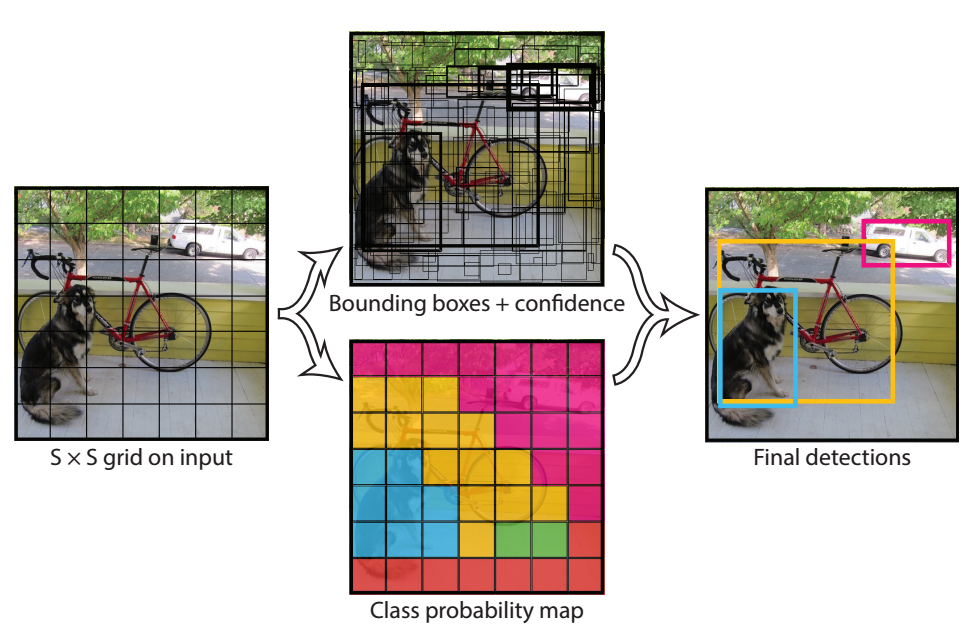 Bounding boxes + confidence
S × S grid on input
Final detections
Class probability map